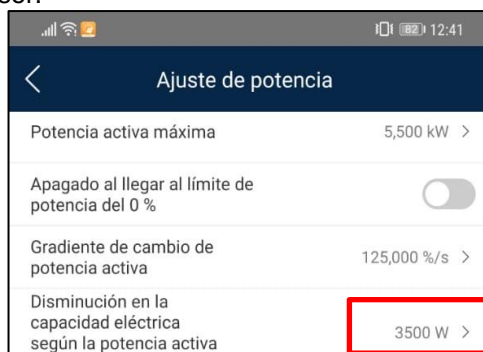 82 12:41
Ajuste de potencia
Potencia activa máxima 5,500 kW >
Apagado al llegar al límite de
potencia del 0 %
Gradiente de cambio de
potencia activa 125,000 %/s >
Disminución en la
capacidad eléctrica
según la potencia activa 3500 W >